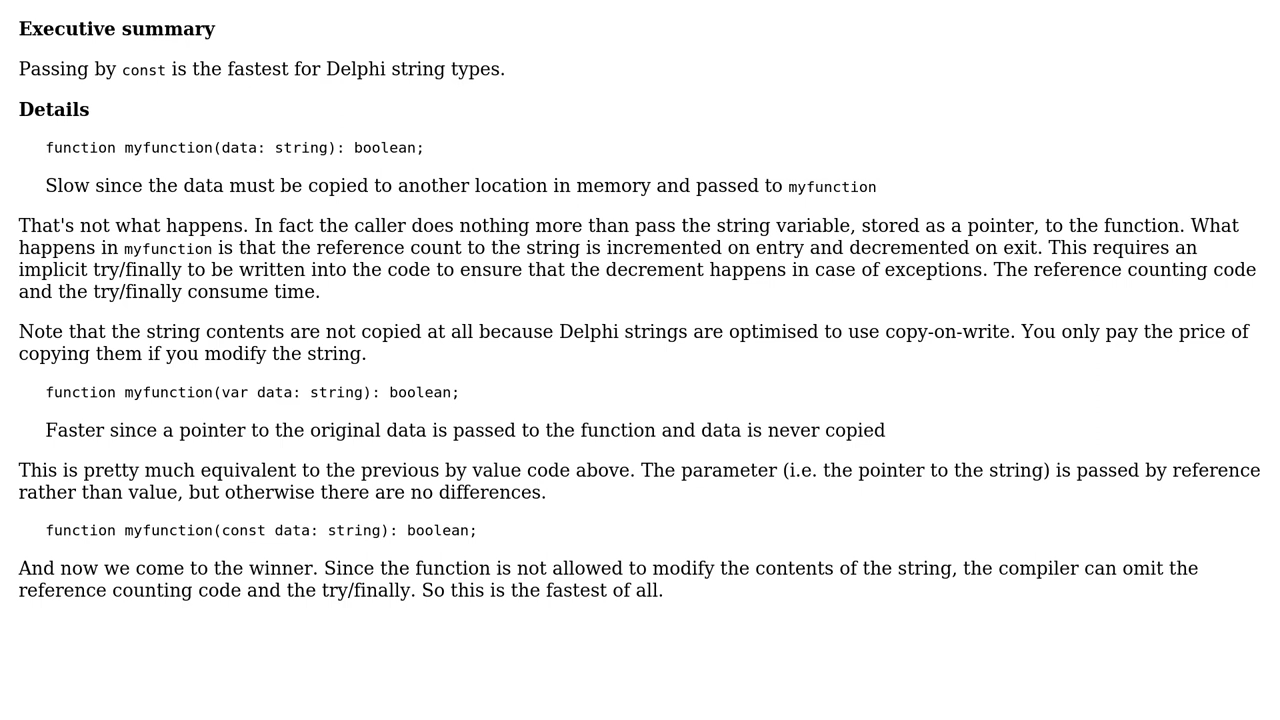 Executive summary
Passing by const is the fastest for Delphi string types.
Details
function myfunction(data: string): boolean;
Slow since the data must be copied to another location in memory and passed to myfunction
That's not what happens. In fact the caller does nothing more than pass the string variable, stored as a pointer, to the function. What
happens in myfunction is that the reference count to the string is incremented on entry and decremented on exit. This requires an
implicit try/finally to be written into the code to ensure that the decrement happens in case of exceptions. The reference counting code
and the try/finally consume time.
Note that the string contents are not copied at all because Delphi strings are optimised to use copy-on-write. You only pay the price of
copying them if you modify the string.
function myfunction(var data: string): boolean;
Faster since a pointer to the original data is passed to the function and data is never copied
This is pretty much equivalent to the previous by value code above. The parameter (i.e. the pointer to the string) is passed by reference
rather than value, but otherwise there are no differences.
function myfunction(const data: string): boolean;
And now we come to the winner. Since the function is not allowed to modify the contents of the string, the compiler can omit the
reference counting code and the try/finally. So this is the fastest of all.